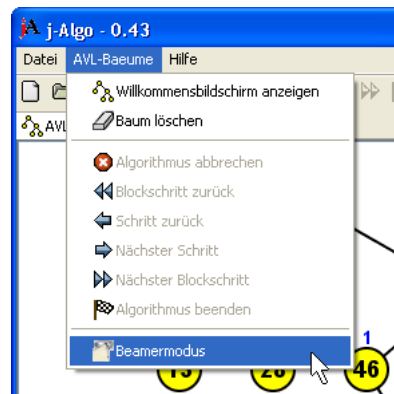 jA j-Algo - 0.43
Datei AVL-Baeume Hilfe
Willkommensbildschirm anzeigen
AVL
Baum löschen
Algorithmus abbrechen
Blockschritt zurück
Schritt zurück
Nächster Schritt
Nächster Blockschritt
Algorithmus beenden
1
Beamermodus
46